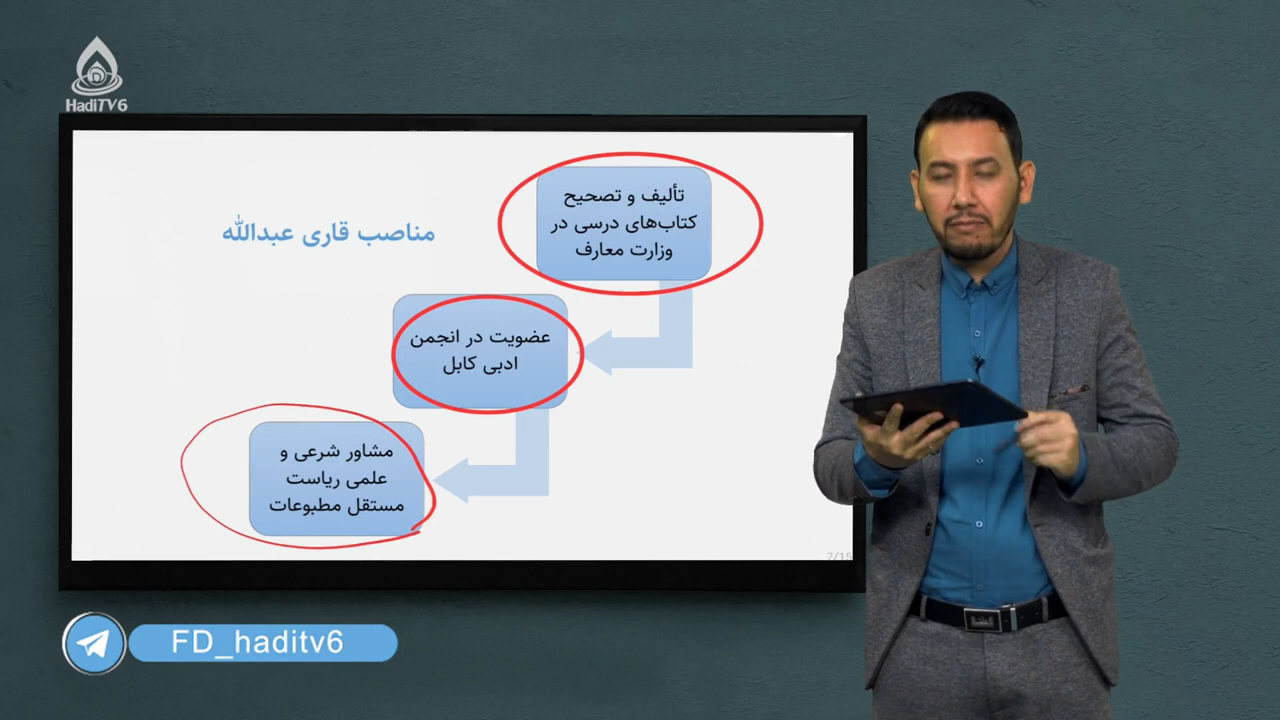 HadiTV6
مناصب قاری عبدالله
تألیف و تصحیح
کتاب‌های درسی در
وزارت معارف
عضویت در انجمن
ادبی کابل
مشاور شرعی و
علمی ریاست
مستقل مطبوعات
7/15
FD_haditv6